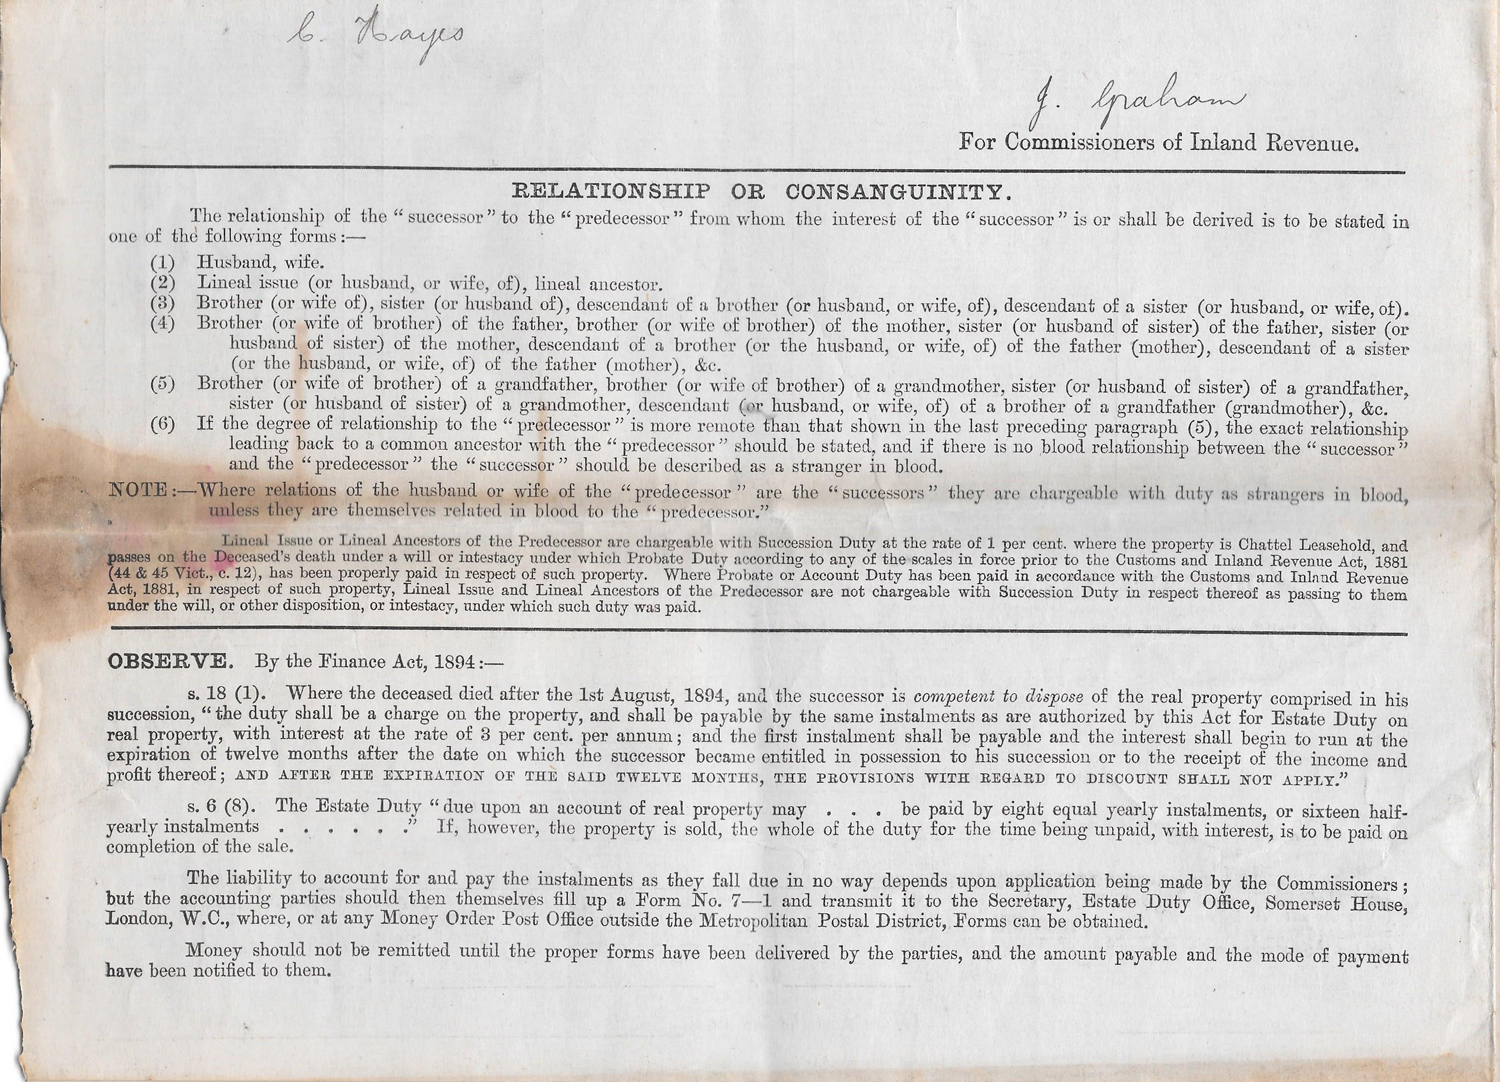 C. Hayes
J. Graham
For Commissioners of Inland Revenue.
RELATIONSHIP OR CONSANGUINITY.
The relationship of the “ successor ” to the “ predecessor ” from whom the interest of the “ successor ” is or shall be derived is to be stated in
one of the following forms :—
(1) Husband, wife.
(2) Lineal issue (or husband, or wife, of), lineal ancestor.
(3) Brother (or wife of), sister (or husband of), descendant of a brother (or husband, or wife, of), descendant of a sister (or husband, or wife, of).
(4) Brother (or wife of brother) of the father, brother (or wife of brother) of the mother, sister (or husband of sister) of the father, sister (or
husband of sister) of the mother, descendant of a brother (or the husband, or wife, of) of the father (mother), descendant of a sister
(or the husband, or wife, of) of the father (mother), &c.
(5) Brother (or wife of brother) of a grandfather, brother (or wife of brother) of a grandmother, sister (or husband of sister) of a grandfather,
sister (or husband of sister) of a grandmother, descendant (or husband, or wife, of) of a brother of a grandfather (grandmother), &c.
(6) If the degree of relationship to the “ predecessor ” is more remote than that shown in the last preceding paragraph (5), the exact relationship
leading back to a common ancestor with the “ predecessor ” should be stated, and if there is no blood relationship between the “ successor ”
and the “ predecessor ” the “ successor ” should be described as a stranger in blood.
NOTE :—Where relations of the husband or wife of the “ predecessor ” are the “ successors ” they are chargeable with duty as strangers in blood,
unless they are themselves related in blood to the “ predecessor.”
Lineal Issue or Lineal Ancestors of the Predecessor are chargeable with Succession Duty at the rate of 1 per cent. where the property is Chattel Leasehold, and
passes on the Deceased’s death under a will or intestacy under which Probate Duty according to any of the scales in force prior to the Customs and Inland Revenue Act, 1881
(44 & 45 Vict., c. 12), has been properly paid in respect of such property. Where Probate or Account Duty has been paid in accordance with the Customs and Inland Revenue
Act, 1881, in respect of such property, Lineal Issue and Lineal Ancestors of the Predecessor are not chargeable with Succession Duty in respect thereof as passing to them
under the will, or other disposition, or intestacy, under which such duty was paid.
OBSERVE. By the Finance Act, 1894 :—
s. 18 (1). Where the deceased died after the 1st August, 1894, and the successor is competent to dispose of the real property comprised in his
succession, “ the duty shall be a charge on the property, and shall be payable by the same instalments as are authorized by this Act for Estate Duty on
real property, with interest at the rate of 3 per cent. per annum ; and the first instalment shall be payable and the interest shall begin to run at the
expiration of twelve months after the date on which the successor became entitled in possession to his succession or to the receipt of the income and
profit thereof ; AND AFTER THE EXPIRATION OF THE SAID TWELVE MONTHS, THE PROVISIONS WITH REGARD TO DISCOUNT SHALL NOT APPLY.”
s. 6 (8). The Estate Duty “ due upon an account of real property may . . . be paid by eight equal yearly instalments, or sixteen half-
yearly instalments . . . . . .” If, however, the property is sold, the whole of the duty for the time being unpaid, with interest, is to be paid on
completion of the sale.
The liability to account for and pay the instalments as they fall due in no way depends upon application being made by the Commissioners ;
but the accounting parties should then themselves fill up a Form No. 7—1 and transmit it to the Secretary, Estate Duty Office, Somerset House,
London, W.C., where, or at any Money Order Post Office outside the Metropolitan Postal District, Forms can be obtained.
Money should not be remitted until the proper forms have been delivered by the parties, and the amount payable and the mode of payment
have been notified to them.